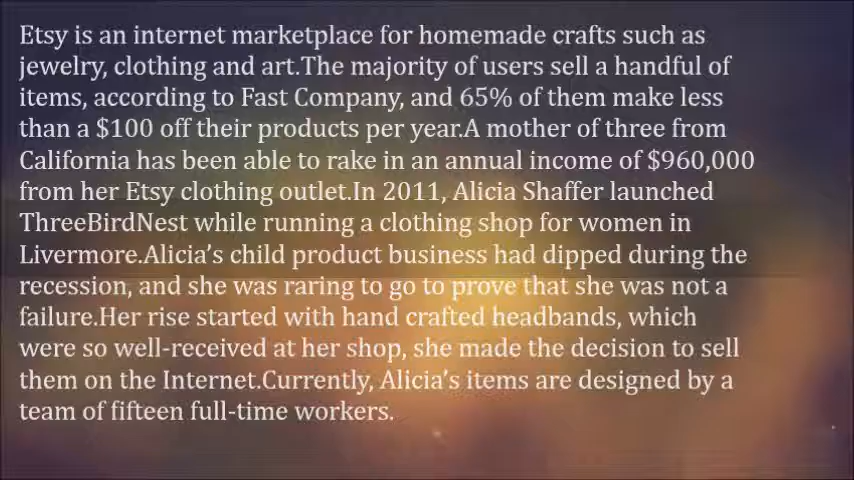 Etsy is an internet marketplace for homemade crafts such as
jewelry, clothing and art.The majority of users sell a handful of
items, according to Fast Company, and 65% of them make less
than a $100 off their products per year.A mother of three from
California has been able to rake in an annual income of $960,000
from her Etsy clothing outlet.In 2011, Alicia Shaffer launched
ThreeBirdNest while running a clothing shop for women in
Livermore.Alicia’s child product business had dipped during the
recession, and she was raring to go to prove that she was not a
failure.Her rise started with hand crafted headbands, which
were so well-received at her shop, she made the decision to sell
them on the Internet.Currently, Alicia’s items are designed by a
team of fifteen full-time workers.